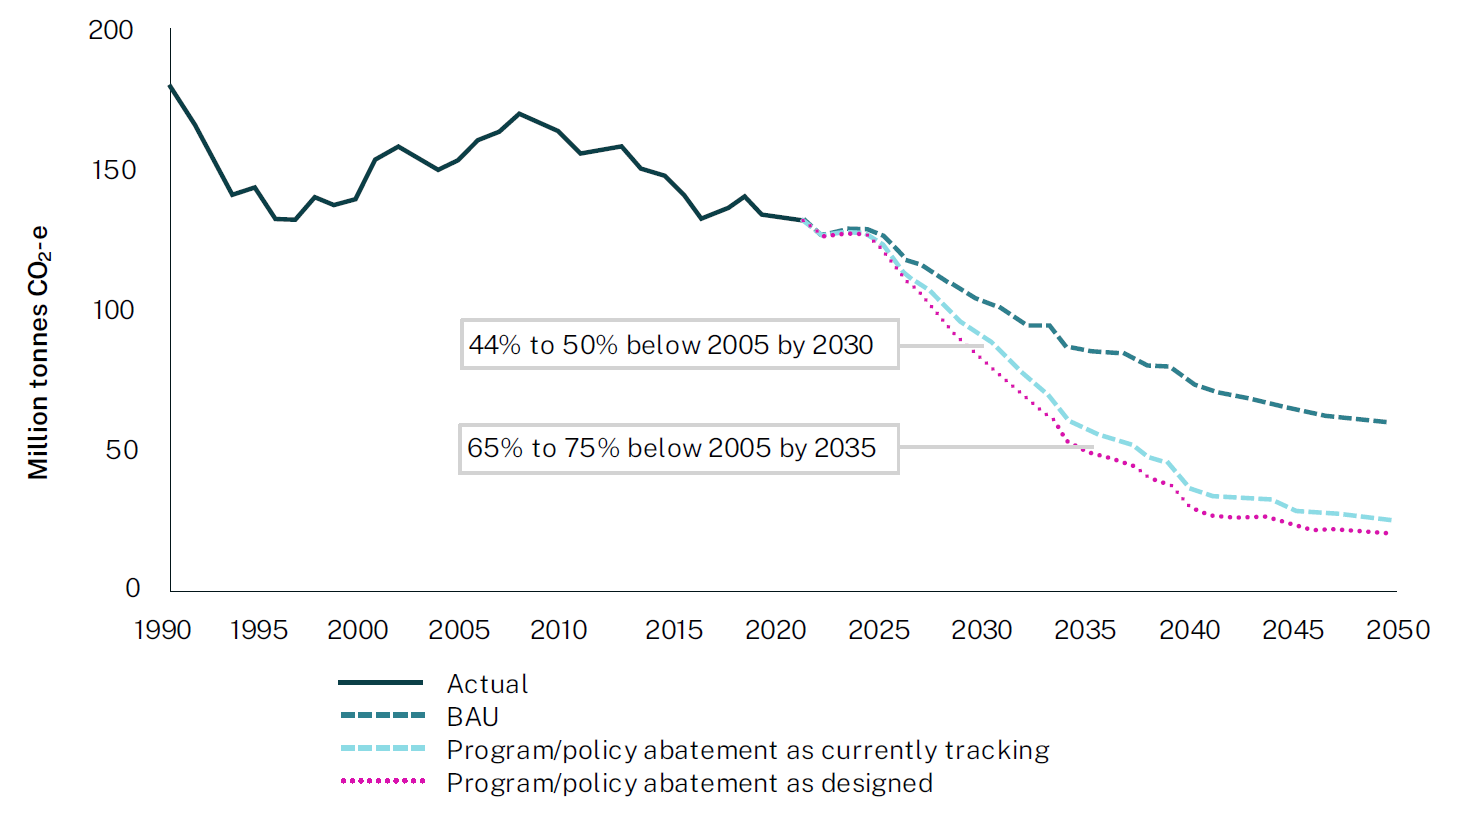 200
150
100
50
0
Million tonnes CO₂-e
44% to 50% below 2005 by 2030
65% to 75% below 2005 by 2035
1990 1995 2000 2005 2010 2015 2020 2025 2030 2035 2040 2045 2050
Actual
BAU
Program/policy abatement as currently tracking
Program/policy abatement as designed